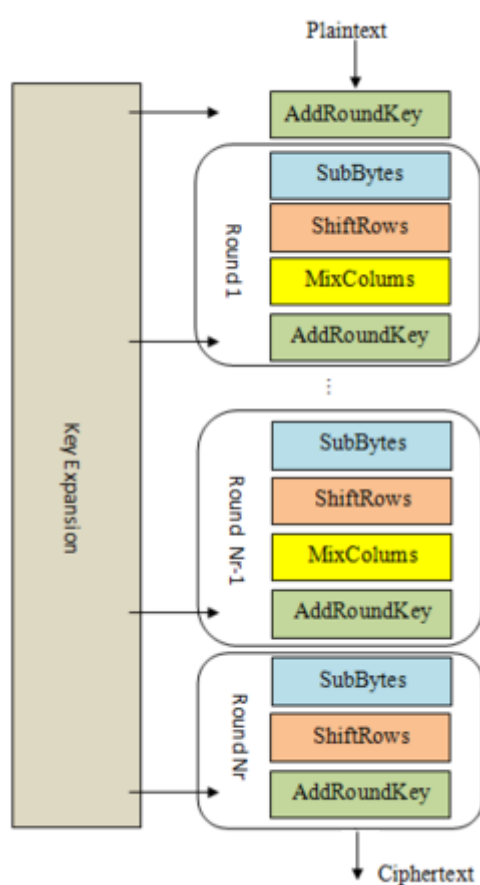 Plaintext
AddRoundKey
SubBytes
ShiftRows
MixColums
AddRoundKey
Round 1
...
SubBytes
ShiftRows
MixColums
AddRoundKey
Round Nr-1
SubBytes
ShiftRows
AddRoundKey
Round Nr
Key Expansion
Ciphertext